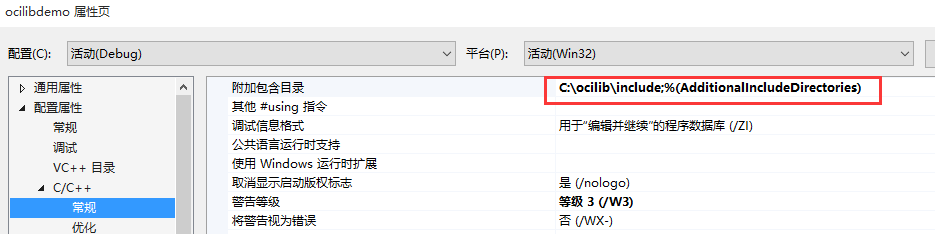 ocilibdemo 属性页
配置(C): 活动(Debug) 平台(P): 活动(Win32)
通用属性
配置属性
常规
调试
VC++ 目录
C/C++
常规
优化
附加包含目录 C:\ocilib\include;%(AdditionalIncludeDirectories)
其他 #using 指令
调试信息格式 用于“编辑并继续”的程序数据库 (/ZI)
公共语言运行时支持
使用 Windows 运行时扩展
取消显示启动版权标志 是 (/nologo)
警告等级 等级 3 (/W3)
将警告视为错误 否 (/WX-)